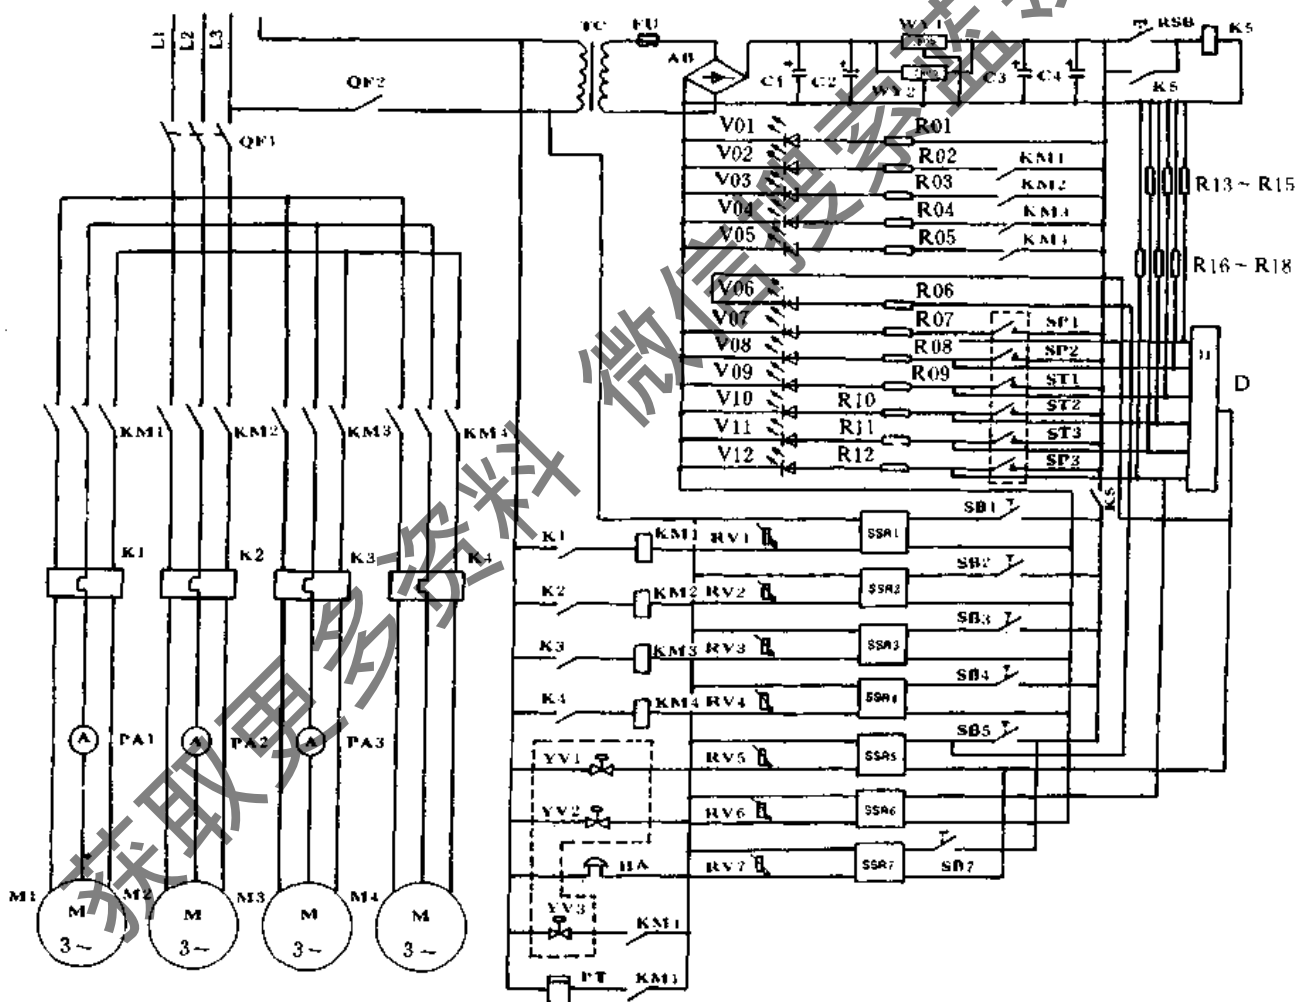 L1 L2 L3
QF2
QF1
TC FU
AB
C1 C2
WY1
WY2
C3 C4
RSB K5
K5
V01 R01
V02 R02 KM1
V03 R03 KM2
V04 R04 KM3
V05 R05 KM4
R13~R15
R16~R18
V06 R06
V07 R07 SP1
V08 R08 SP2
V09 R09 ST1
V10 R10 ST2
V11 R11 ST3
V12 R12 SP3
D
KM1 KM2 KM3 KM4
K1 K2 K3 K4
K5
K1 KM1 RV1 SSR1 SB1
K2 KM2 RV2 SSR2 SB2
K3 KM3 RV3 SSR3 SB3
K4 KM4 RV4 SSR4 SB4
A PA1 A PA2 A PA3
YV1 RV5 SSR5 SB5
YV2 RV6 SSR6
HA RV7 SSR7 SB7
YV3 KM1
PT
M1 M2 M3 M4
M M M M
3~ 3~ 3~ 3~
获取更多资料 微信搜索蓝